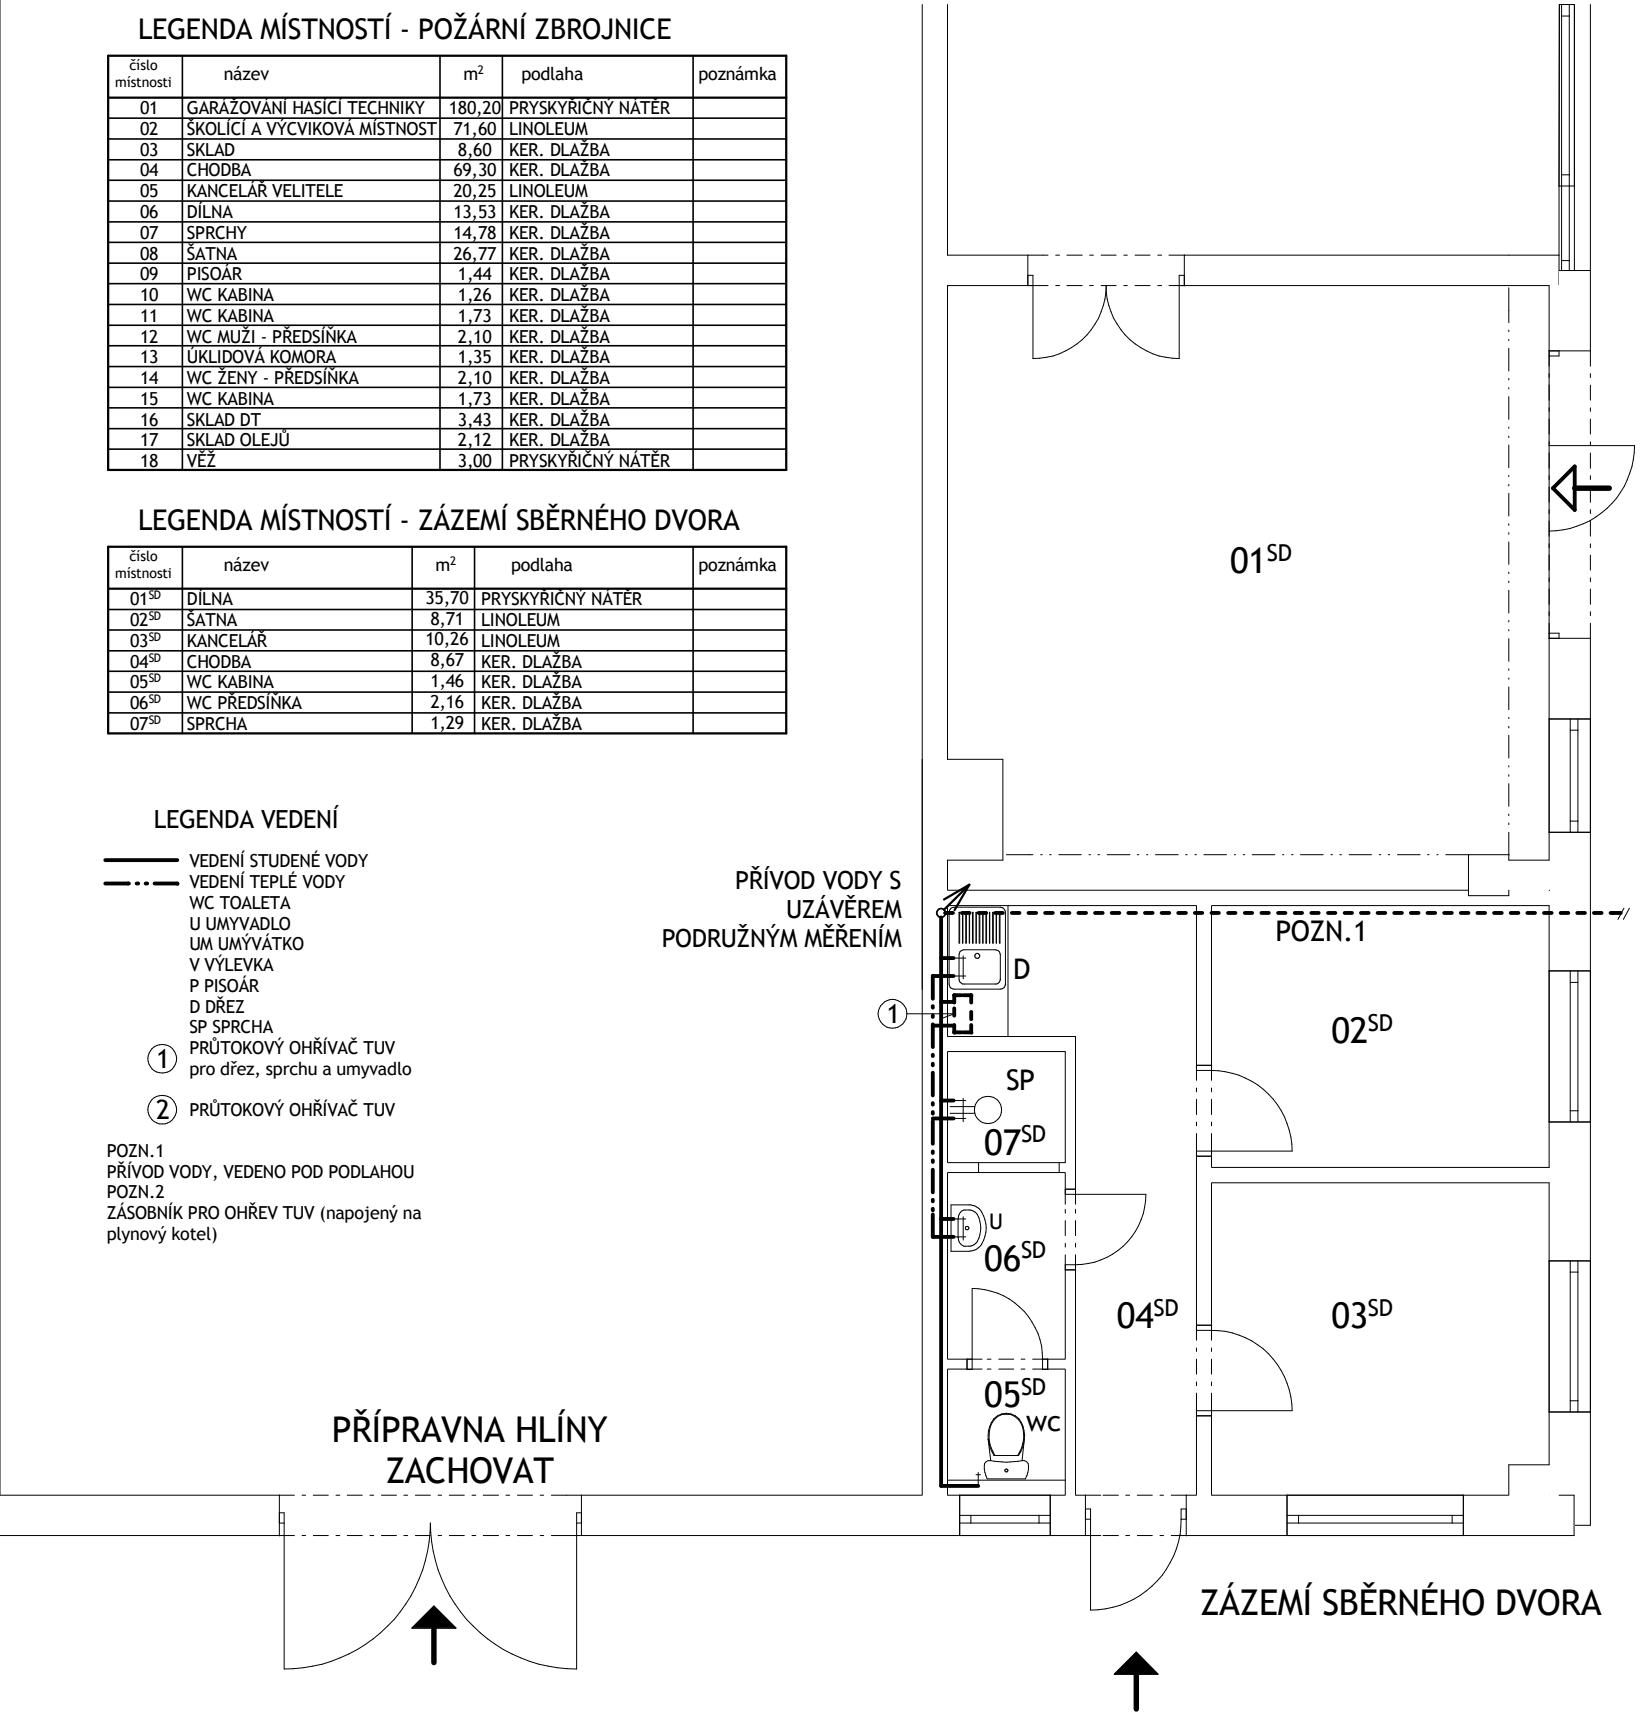 LEGENDA MÍSTNOSTÍ - POŽÁRNÍ ZBROJNICE
číslo místnosti název m² podlaha poznámka
01 GARÁŽOVÁNÍ HASÍCÍ TECHNIKY 180,20 PRYSKYŘIČNÝ NÁTĚR
02 ŠKOLÍCÍ A VÝCVIKOVÁ MÍSTNOST 71,60 LINOLEUM
03 SKLAD 8,60 KER. DLAŽBA
04 CHODBA 69,30 KER. DLAŽBA
05 KANCELÁŘ VELITELE 20,25 LINOLEUM
06 DÍLNA 13,53 KER. DLAŽBA
07 SPRCHY 14,78 KER. DLAŽBA
08 ŠATNA 26,77 KER. DLAŽBA
09 PISOÁR 1,44 KER. DLAŽBA
10 WC KABINA 1,26 KER. DLAŽBA
11 WC KABINA 1,73 KER. DLAŽBA
12 WC MUŽI - PŘEDSÍŇKA 2,10 KER. DLAŽBA
13 ÚKLIDOVÁ KOMORA 1,35 KER. DLAŽBA
14 WC ŽENY - PŘEDSÍŇKA 2,10 KER. DLAŽBA
15 WC KABINA 1,73 KER. DLAŽBA
16 SKLAD DT 3,43 KER. DLAŽBA
17 SKLAD OLEJŮ 2,12 KER. DLAŽBA
18 VĚŽ 3,00 PRYSKYŘIČNÝ NÁTĚR
LEGENDA MÍSTNOSTÍ - ZÁZEMÍ SBĚRNÉHO DVORA
číslo místnosti název m² podlaha poznámka
01SD DÍLNA 35,70 PRYSKYŘIČNÝ NÁTĚR
02SD ŠATNA 8,71 LINOLEUM
03SD KANCELÁŘ 10,26 LINOLEUM
04SD CHODBA 8,67 KER. DLAŽBA
05SD WC KABINA 1,46 KER. DLAŽBA
06SD WC PŘEDSÍŇKA 2,16 KER. DLAŽBA
07SD SPRCHA 1,29 KER. DLAŽBA
LEGENDA VEDENÍ
VEDENÍ STUDENÉ VODY
VEDENÍ TEPLÉ VODY
WC TOALETA
U UMYVADLO
UM UMÝVÁTKO
V VÝLEVKA
P PISOÁR
D DŘEZ
SP SPRCHA
1 PRŮTOKOVÝ OHŘÍVAČ TUV
pro dřez, sprchu a umyvadlo
2 PRŮTOKOVÝ OHŘÍVAČ TUV
POZN.1
PŘÍVOD VODY, VEDENO POD PODLAHOU
POZN.2
ZÁSOBNÍK PRO OHŘEV TUV (napojený na
plynový kotel)
PŘÍVOD VODY S
UZÁVĚREM
PODRUŽNÝM MĚŘENÍM
01SD
POZN.1
D
1
02SD
SP
07SD
U
06SD
04SD
03SD
05SD
WC
PŘÍPRAVNA HLÍNY
ZACHOVAT
ZÁZEMÍ SBĚRNÉHO DVORA